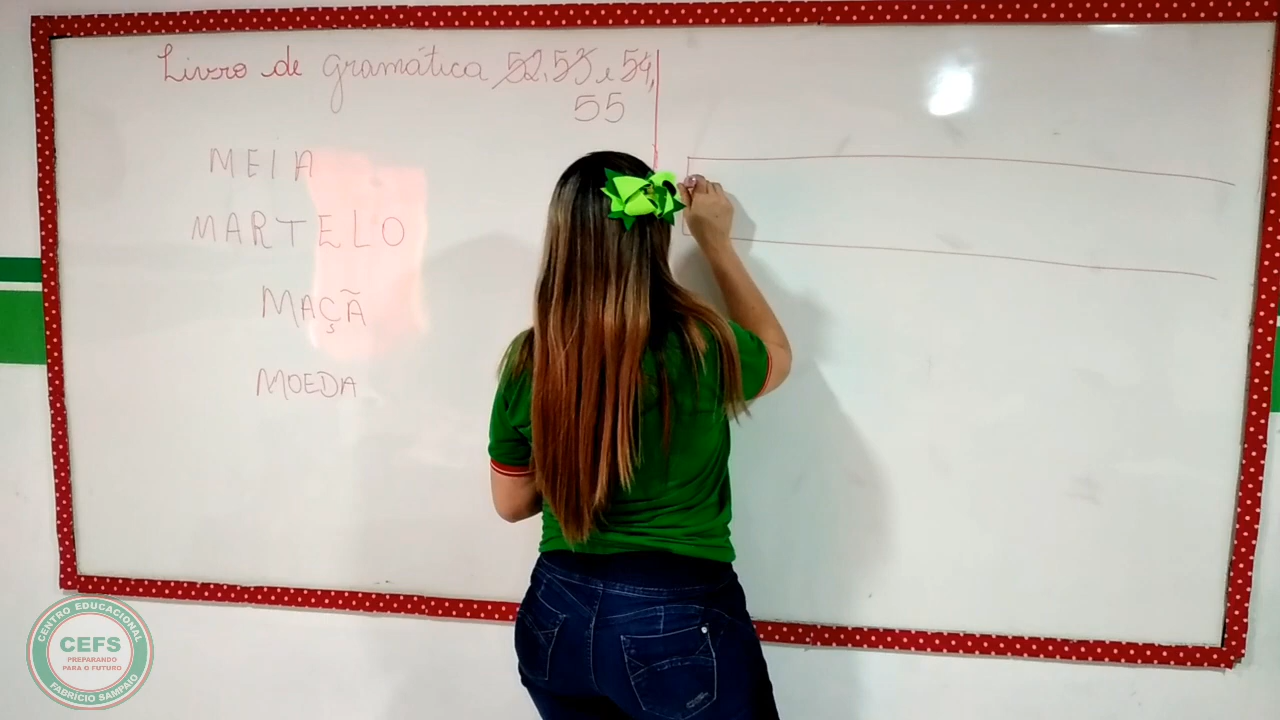 Livro de gramática 52, 53 e 54,
55
MEIA
MARTELO
MAÇÃ
MOEDA
CENTRO EDUCACIONAL
CEFS
PREPARANDO
PARA O FUTURO
FABRÍCIO SAMPAIO